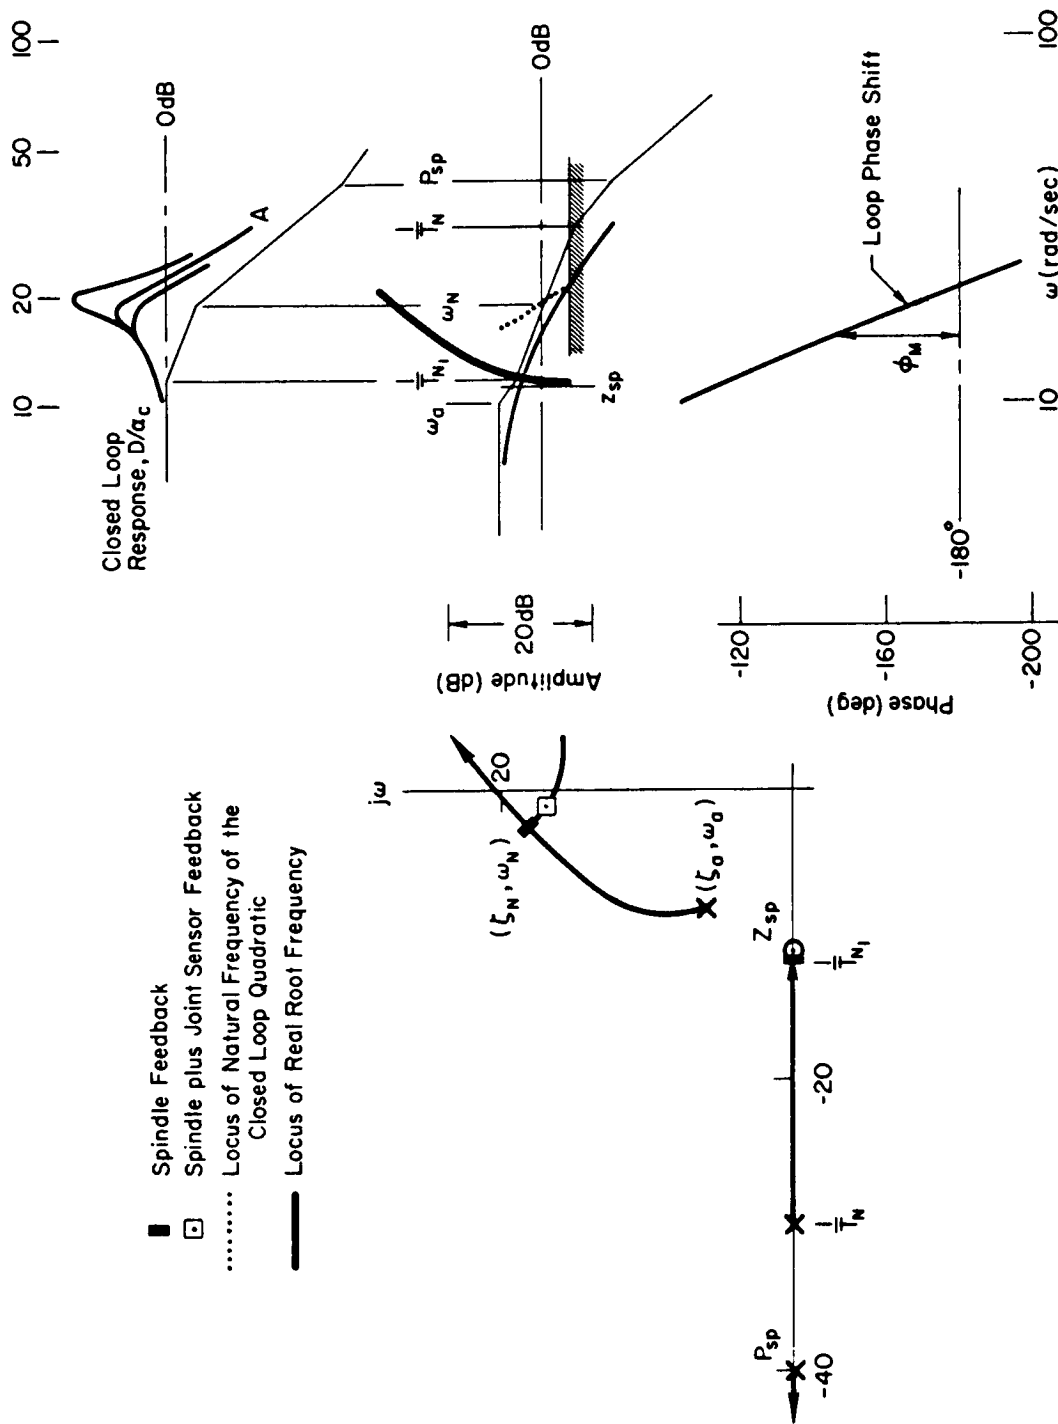 Spindle Feedback
Spindle plus Joint Sensor Feedback
Locus of Natural Frequency of the
Closed Loop Quadratic
Locus of Real Root Frequency
jω
20
(ζN, ωN)
(ζa, ωa)
Zsp
1/TN1
-20
1/TN
Psp
-40
10
20
50
100
Closed Loop
Response, D/αc
0dB
A
ωa
1/TN1
ωN
1/TN
Psp
zsp
0dB
20dB
Amplitude (dB)
Phase (deg)
-120
-160
-200
-180°
ϕM
Loop Phase
Shift
10
100
ω(rad/sec)